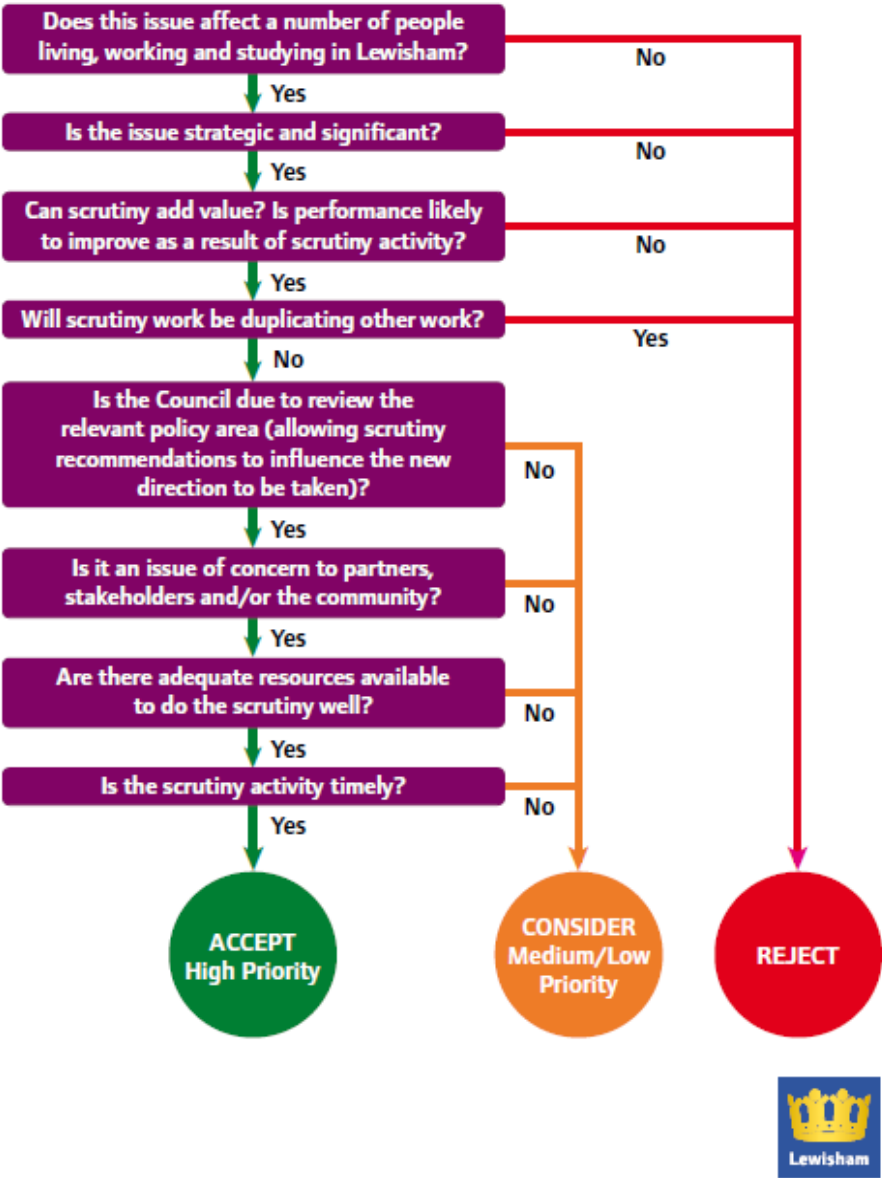 Does this issue affect a number of people
living, working and studying in Lewisham?
No
Yes
Is the issue strategic and significant?
No
Yes
Can scrutiny add value? Is performance likely
to improve as a result of scrutiny activity?
No
Yes
Will scrutiny work be duplicating other work?
Yes
No
Is the Council due to review the
relevant policy area (allowing scrutiny
recommendations to influence the new
direction to be taken)?
No
Yes
Is it an issue of concern to partners,
stakeholders and/or the community?
No
Yes
Are there adequate resources available
to do the scrutiny well?
No
Yes
Is the scrutiny activity timely?
No
Yes
ACCEPT
High Priority
CONSIDER
Medium/Low
Priority
REJECT
Lewisham